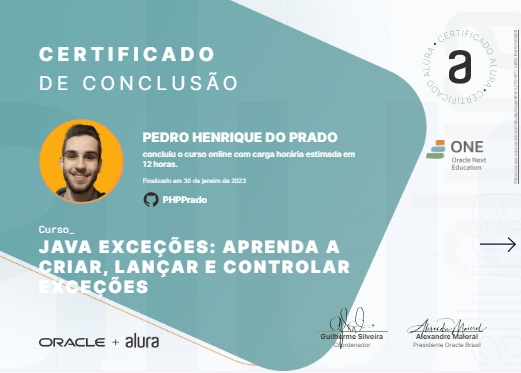 CERTIFICADO
DE CONCLUSÃO
CERTIFICADO ALURA
CERTIFICADO ALURA
a
ONE
Oracle Next
Education
PEDRO HENRIQUE DO PRADO
concluiu o curso online com carga horária estimada em
12 horas.
Finalizado em 30 de janeiro de 2023
PHPPrado
Curso_
JAVA EXCEÇÕES: APRENDA A
CRIAR, LANÇAR E CONTROLAR
EXCEÇÕES
ORACLE + alura
Guilherme Silveira
Coordenador
Alexandre Maioral
Presidente Oracle Brasil